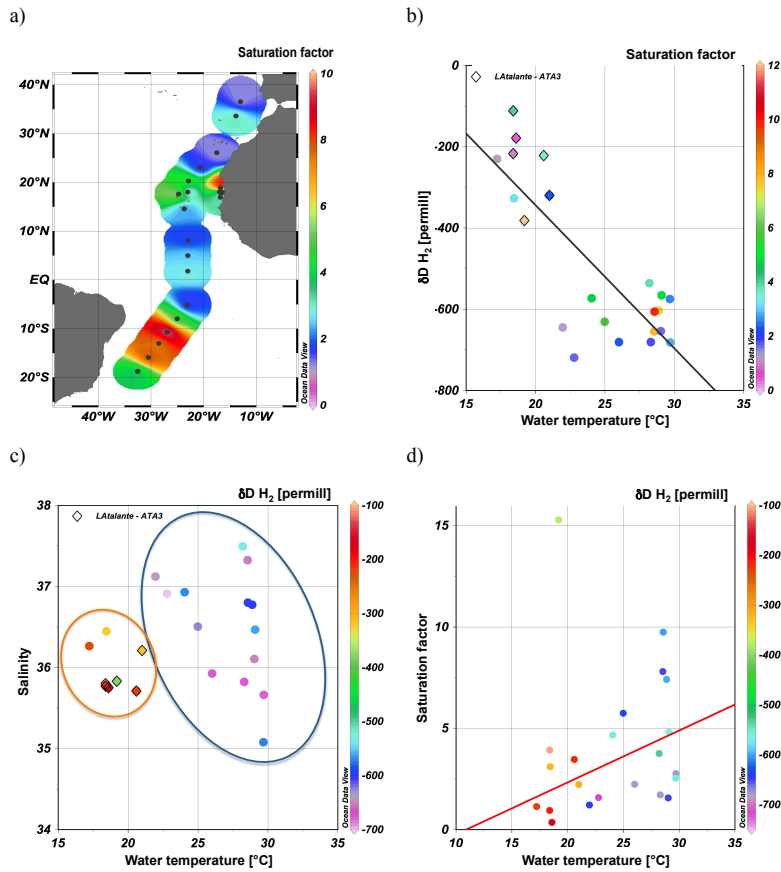 a)
Saturation factor
40°N
30°N
20°N
10°N
EQ
10°S
20°S
40°W
30°W
20°W
10°W
10
8
6
4
2
0
Ocean Data View
b)
Saturation factor
LAtalante - ATA3
δD H2 [permill]
0
-200
-400
-600
-800
15
20
25
30
35
Water temperature [°C]
12
10
8
6
4
2
0
Ocean Data View
c)
δD H2 [permill]
LAtalante - ATA3
Salinity
38
37
36
35
34
15
20
25
30
35
Water temperature [°C]
-100
-200
-300
-400
-500
-600
-700
Ocean Data View
d)
δD H2 [permill]
Saturation factor
15
10
5
0
10
15
20
25
30
35
Water temperature [°C]
-100
-200
-300
-400
-500
-600
-700
Ocean Data View